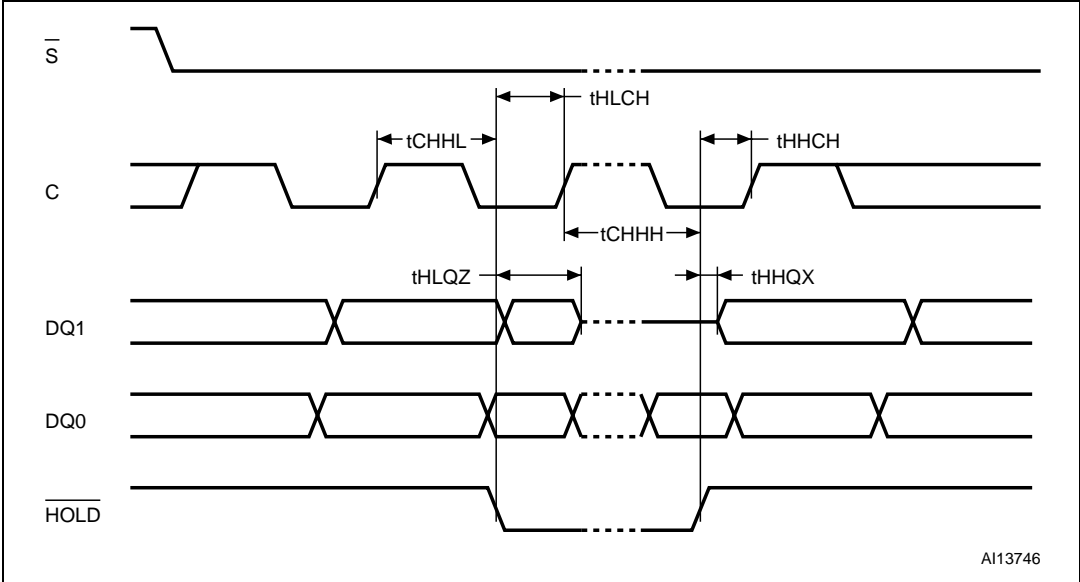 S
tHLCH
tCHHL
tHHCH
C
tCHHH
tHLQZ
tHHQX
DQ1
DQ0
HOLD
AI13746